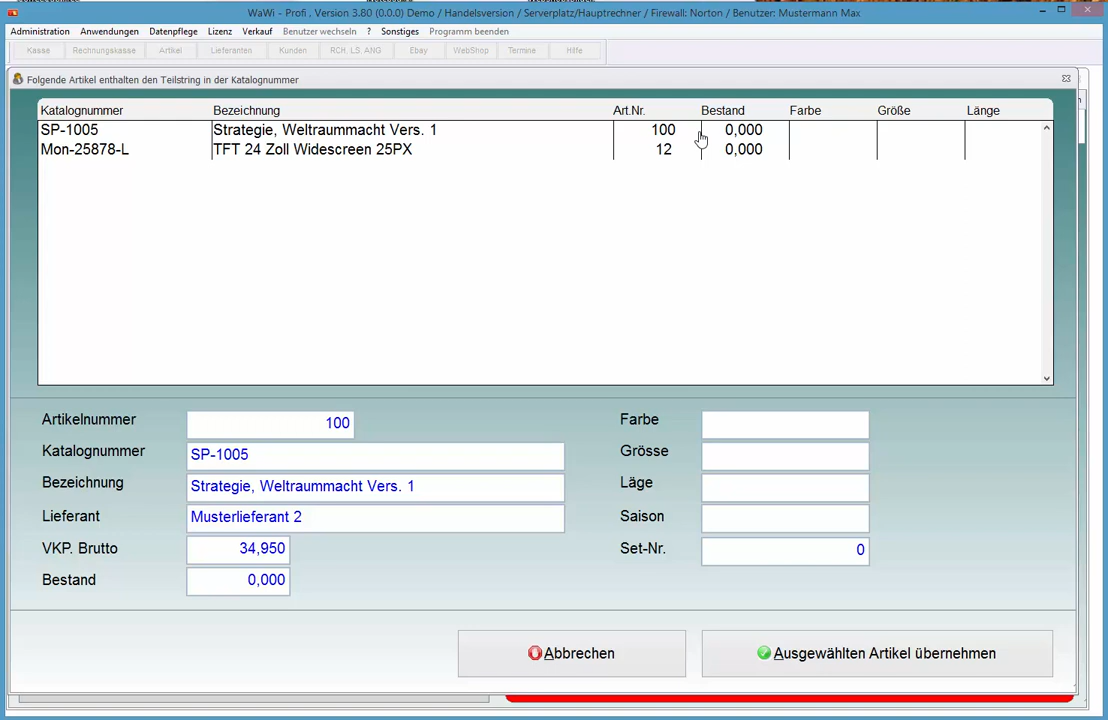 WaWi - Profi , Version 3.80 (0.0.0) Demo / Handelsversion / Serverplatz/Hauptrechner / Firewall: Norton / Benutzer: Mustermann Max
Administration Anwendungen Datenpflege Lizenz Verkauf Benutzer wechseln ? Sonstiges Programm beenden
Kasse Rechnungskasse Artikel Lieferanten Kunden RCH. LS. ANG Ebay WebShop Termine Hilfe
Folgende Artikel enthalten den Teilstring in der Katalognummer
Katalognummer Bezeichnung Art.Nr. Bestand Farbe Größe Länge
SP-1005 Strategie, Weltraummacht Vers. 1 100 0,000
Mon-25878-L TFT 24 Zoll Widescreen 25PX 12 0,000
Artikelnummer 100 Farbe
Katalognummer SP-1005 Grösse
Bezeichnung Strategie, Weltraummacht Vers. 1 Läge
Lieferant Musterlieferant 2 Saison
VKP. Brutto 34,950 Set-Nr. 0
Bestand 0,000
Abbrechen Ausgewählten Artikel übernehmen